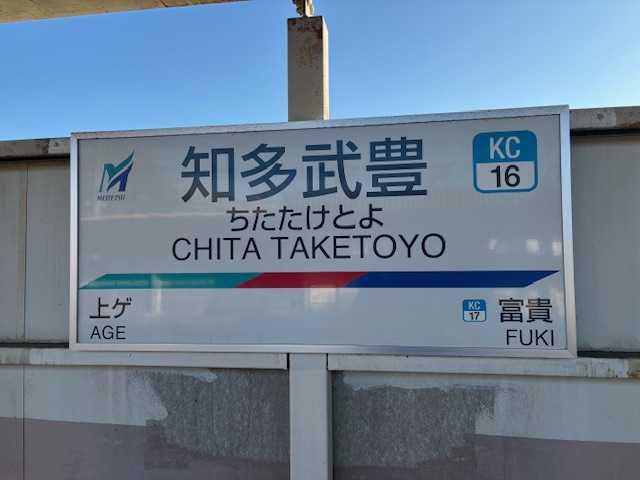 知多武豊
ちたたけとよ
CHITA TAKETOYO
KC
16
MEITETSU
上ゲ
AGE
KC
17
富貴
FUKI